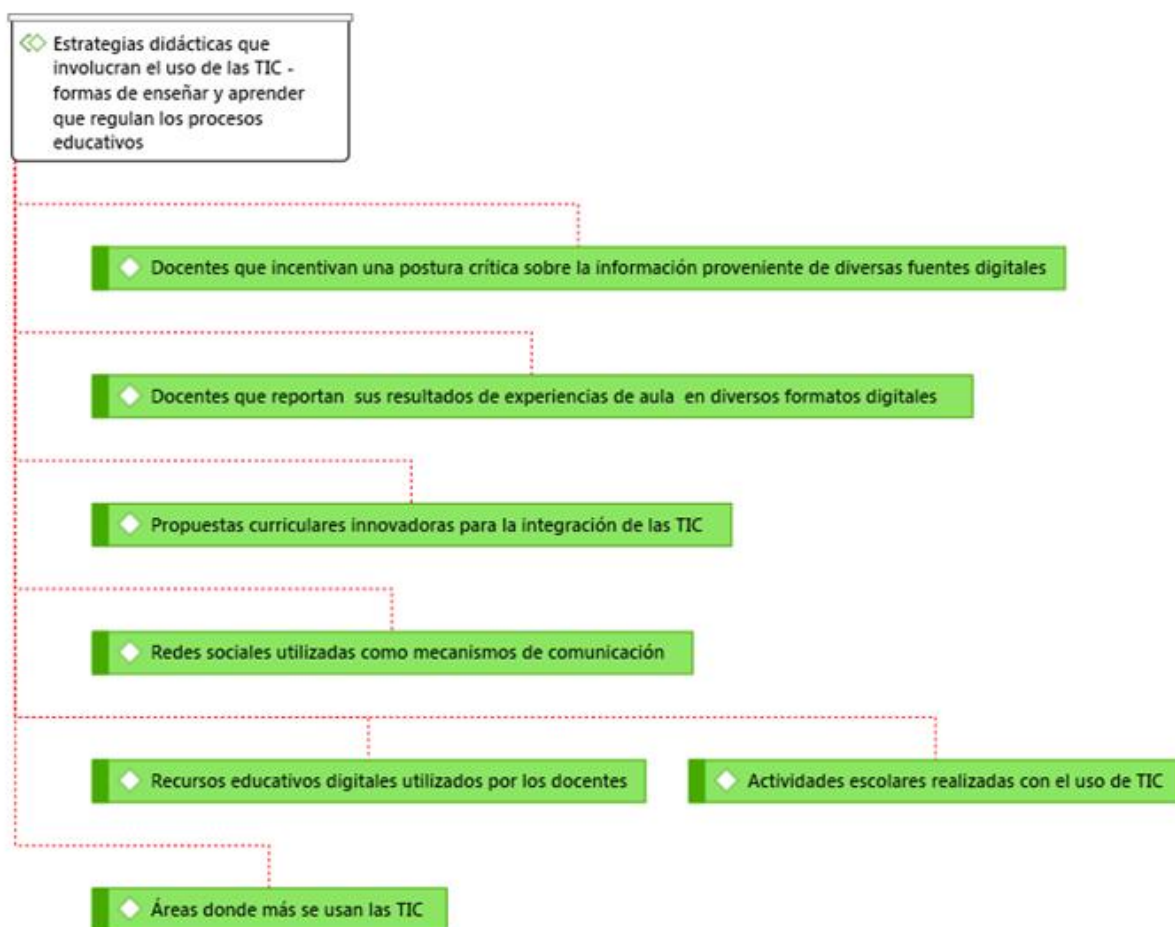 Estrategias didácticas que
involucran el uso de las TIC -
formas de enseñar y aprender
que regulan los procesos
educativos
Docentes que incentivan una postura crítica sobre la información proveniente de diversas fuentes digitales
Docentes que reportan sus resultados de experiencias de aula en diversos formatos digitales
Propuestas curriculares innovadoras para la integración de las TIC
Redes sociales utilizadas como mecanismos de comunicación
Recursos educativos digitales utilizados por los docentes
Actividades escolares realizadas con el uso de TIC
Áreas donde más se usan las TIC